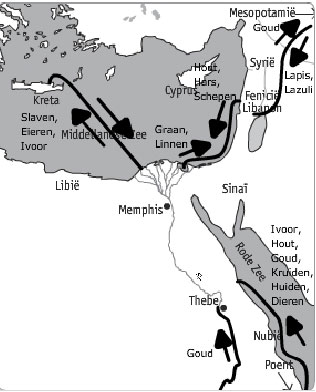 Mesopotamië
Goud
Syrië
Hout,
Hars,
Schepen
Cyprus
Lapis,
Lazuli
Fenicië
Libanon
Kreta
Slaven,
Eieren,
Ivoor
Middellandse Zee
Graan,
Linnen
Libië
Sinaï
Memphis
Rode Zee
Ivoor,
Hout,
Goud,
Kruiden,
Huiden,
Dieren
Thebe
Nubië
Goud
Poent